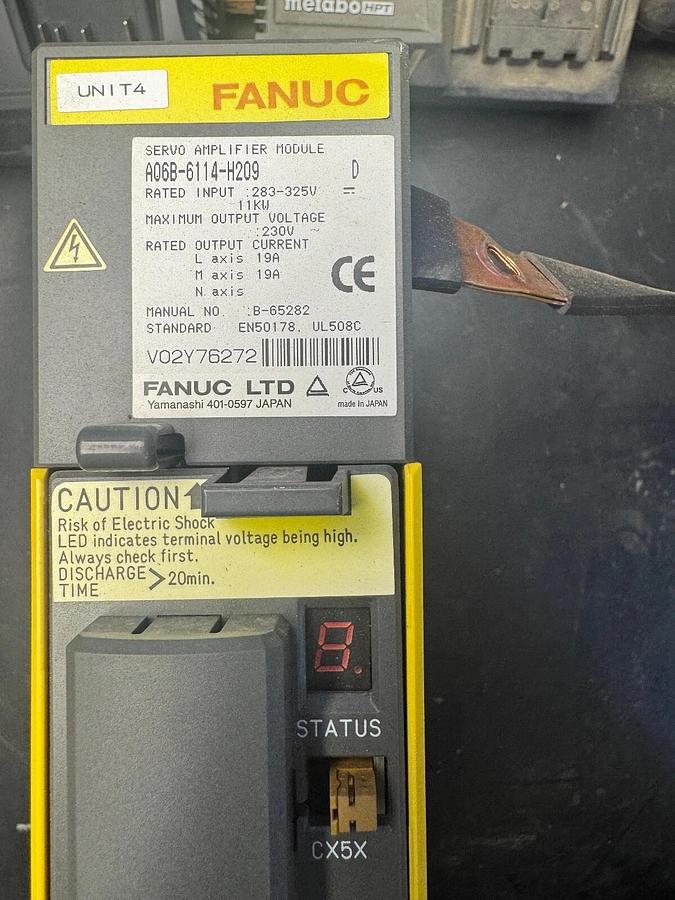 metabo HPT
UNIT4
FANUC
SERVO AMPLIFIER MODULE
A06B-6114-H209 D
RATED INPUT :283-325V ⎓
11KW
MAXIMUM OUTPUT VOLTAGE
:230V ~
RATED OUTPUT CURRENT
L axis 19A
M axis 19A
N axis
MANUAL NO. :B-65282
STANDARD EN50178, UL508C
CE
V02Y76272
FANUC LTD
C US
Yamanashi 401-0597 JAPAN
made in JAPAN
CAUTION
Risk of Electric Shock
LED indicates terminal voltage being high.
Always check first.
DISCHARGE TIME > 20min.
8.
STATUS
CX5X